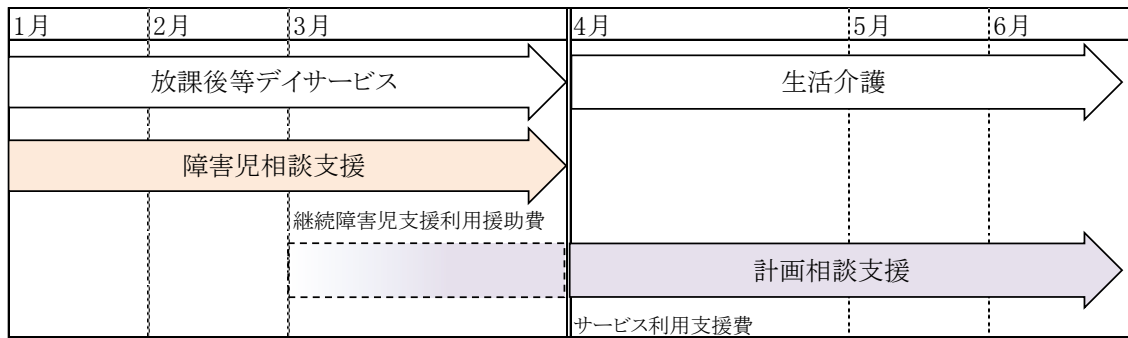 1月 2月 3月 4月 5月 6月
放課後等デイサービス 生活介護
障害児相談支援
継続障害児支援利用援助費
計画相談支援
サービス利用支援費